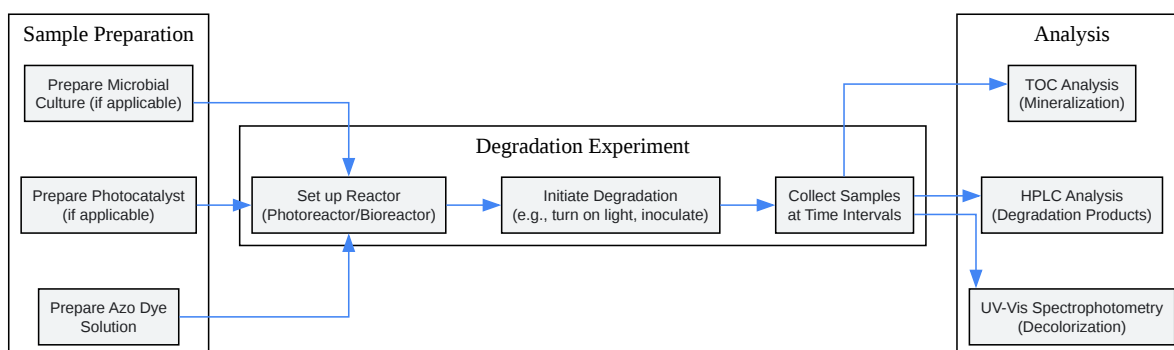 Sample Preparation
Prepare Microbial
Culture (if applicable)
Prepare Photocatalyst
(if applicable)
Prepare Azo Dye
Solution
Degradation Experiment
Set up Reactor
(Photoreactor/Bioreactor)
Initiate Degradation
(e.g., turn on light, inoculate)
Collect Samples
at Time Intervals
Analysis
TOC Analysis
(Mineralization)
HPLC Analysis
(Degradation Products)
UV-Vis Spectrophotometry
(Decolorization)